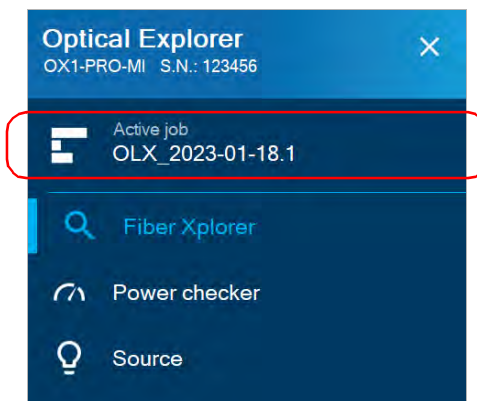 Optical Explorer
OX1-PRO-MI S.N.: 123456
Active job
OLX_2023-01-18.1
Fiber Xplorer
Power checker
Source